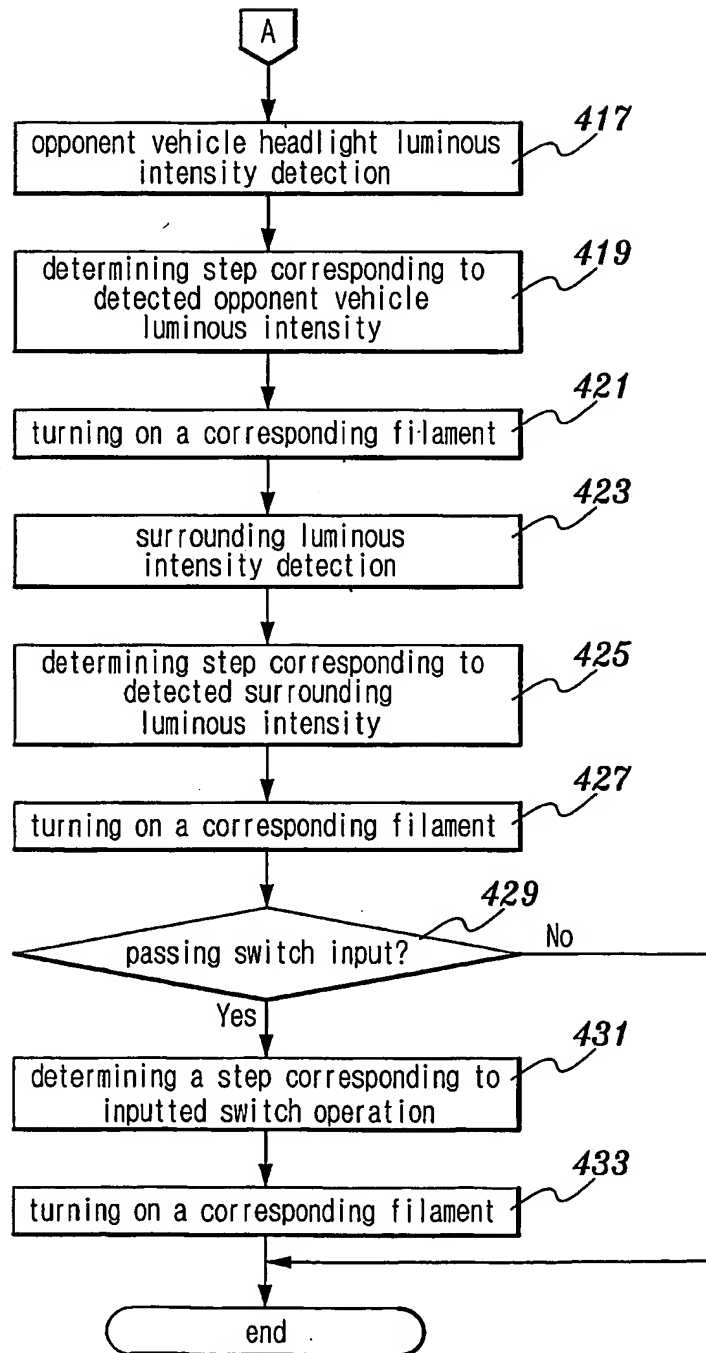 A
417
opponent vehicle headlight luminous
intensity detection
419
determining step corresponding to
detected opponent vehicle
luminous intensity
421
turning on a corresponding filament
423
surrounding luminous
intensity detection
425
determining step corresponding to
detected surrounding
luminous intensity
427
turning on a corresponding filament
429
passing switch input?
No
Yes
431
determining a step corresponding to
inputted switch operation
433
turning on a corresponding filament
end